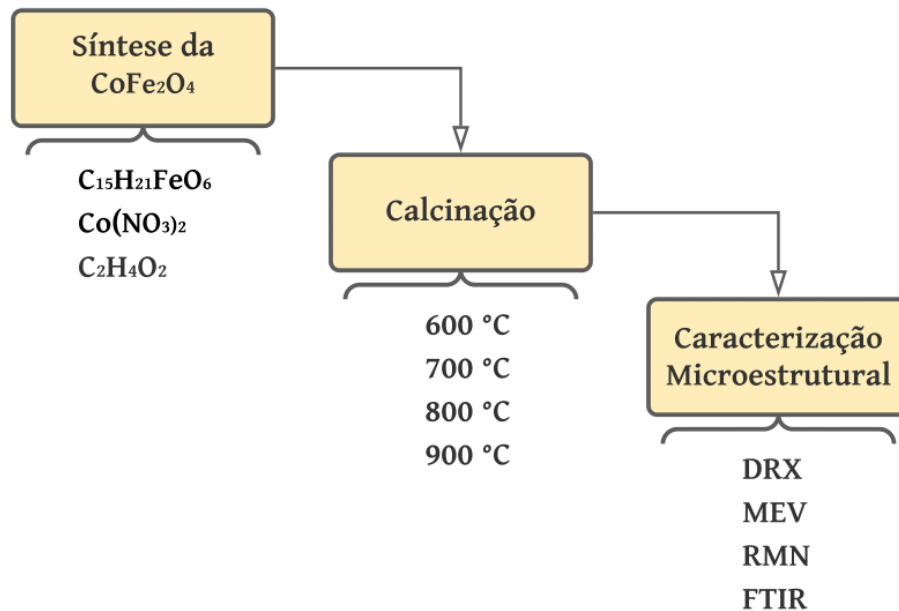 Síntese da
CoFe₂O₄
C₁₅H₂₁FeO₆
Co(NO₃)₂
C₂H₄O₂
Calcinação
600 °C
700 °C
800 °C
900 °C
Caracterização
Microestrutural
DRX
MEV
RMN
FTIR